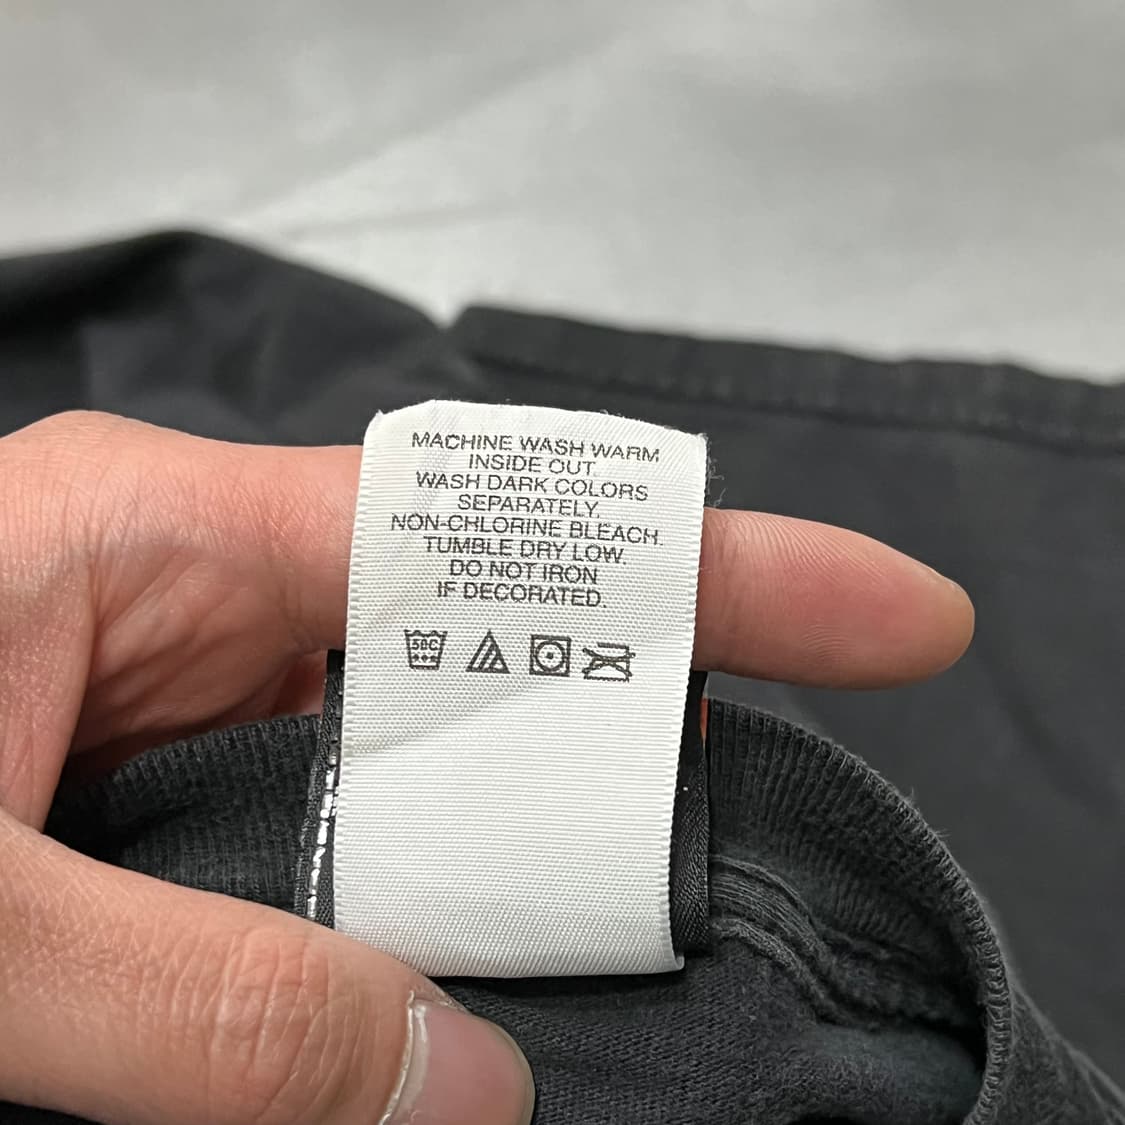 MACHINE WASH WARM
INSIDE OUT.
WASH DARK COLORS
SEPARATELY.
NON-CHLORINE BLEACH.
TUMBLE DRY LOW.
DO NOT IRON
IF DECORATED.
50C